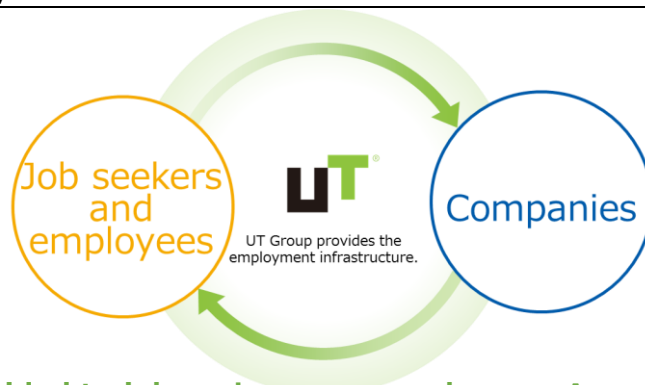 Job seekers
and
employees
UT®
UT Group provides the
employment infrastructure.
Companies